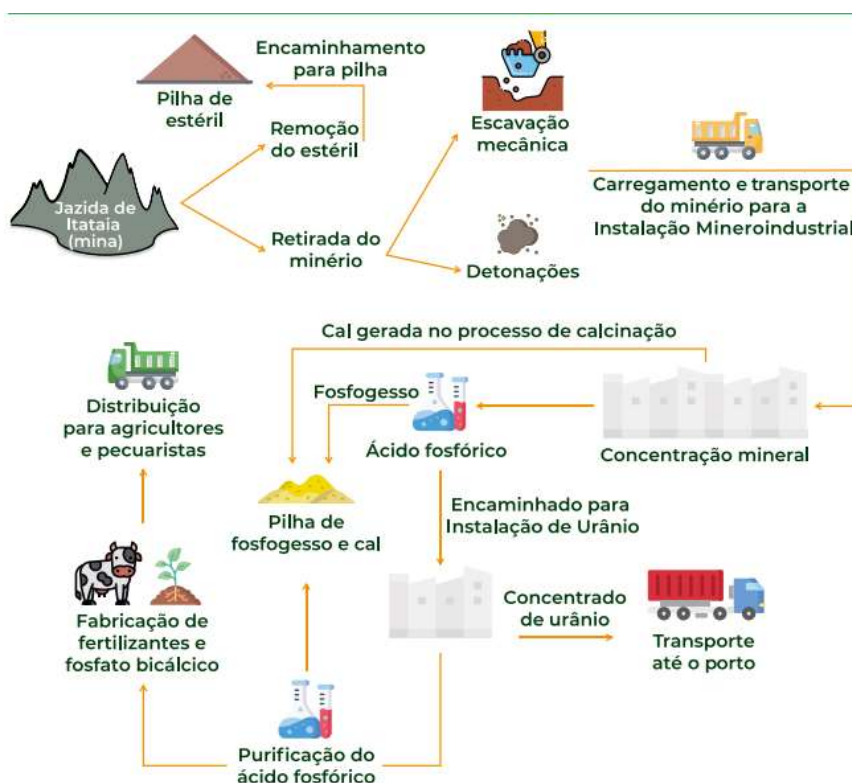 Encaminhamento
para pilha
Pilha de
estéril
Remoção
do estéril
Escavação
mecânica
Jazida de
Itataia
(mina)
Retirada do
minério
Detonações
Carregamento e transporte
do minério para a
Instalação Mineroindustrial
Cal gerada no processo de calcinação
Distribuição
para agricultores
e pecuaristas
Fosfogesso
Ácido fosfórico
Concentração mineral
Pilha de
fosfogesso e cal
Encaminhado para
Instalação de Urânio
Concentrado
de urânio
Transporte
até o porto
Fabricação de
fertilizantes e
fosfato bicálcico
Purificação do
ácido fosfórico